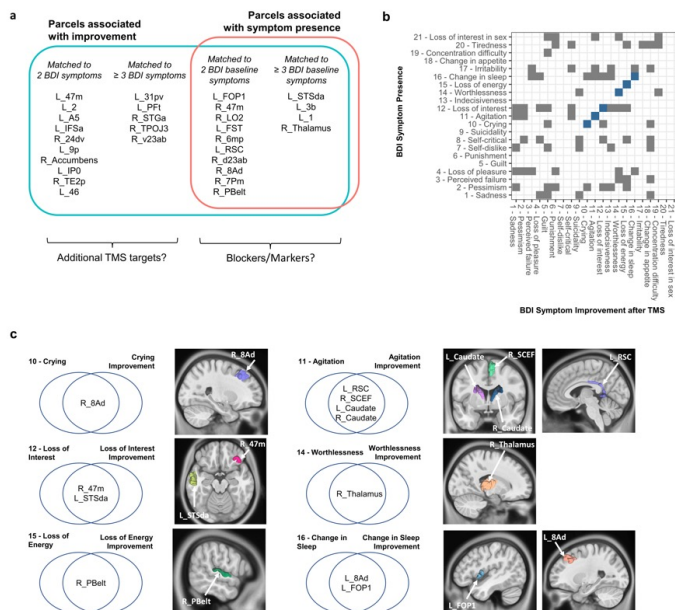 a
Parcels associated
with improvement
Parcels associated
with symptom presence
Matched to
2 BDI symptoms
Matched to
≥ 3 BDI symptoms
Matched to
2 BDI baseline
symptoms
Matched to
≥ 3 BDI baseline
symptoms
L_47m
L_2
L_A5
L_IFSa
R_24dv
L_9p
R_Accumbens
L_IP0
R_TE2p
L_46
L_31pv
L_PFt
R_STGa
R_TPOJ3
R_v23ab
L_FOP1
R_47m
R_LO2
L_FST
R_6mp
L_RSC
R_d23ab
R_8Ad
R_7Pm
R_PBelt
L_STSda
L_3b
L_1
R_Thalamus
Additional TMS targets?
Blockers/Markers?
b
BDI Symptom Presence
21 - Loss of interest in sex
20 - Tiredness
19 - Concentration difficulty
18 - Change in appetite
17 - Irritability
16 - Change in sleep
15 - Loss of energy
14 - Worthlessness
13 - Indecisiveness
12 - Loss of interest
11 - Agitation
10 - Crying
9 - Suicidality
8 - Self-critical
7 - Self-dislike
6 - Punishment
5 - Guilt
4 - Loss of pleasure
3 - Perceived failure
2 - Pessimism
1 - Sadness
1 - Sadness
2 - Pessimism
3 - Perceived failure
4 - Loss of pleasure
5 - Guilt
6 - Punishment
7 - Self-dislike
8 - Self-critical
9 - Suicidality
10 - Crying
11 - Agitation
12 - Loss of interest
13 - Indecisiveness
14 - Worthlessness
15 - Loss of energy
16 - Change in sleep
17 - Irritability
18 - Change in appetite
19 - Concentration difficulty
20 - Tiredness
21 - Loss of interest in sex
BDI Symptom Improvement after TMS
c
10 - Crying
Crying
Improvement
R_8Ad
R_8Ad
11 - Agitation
Agitation
Improvement
L_RSC
R_SCEF
L_Caudate
R_Caudate
L_Caudate
R_SCEF
R_Caudate
L_RSC
12 - Loss of
Interest
Loss of Interest
Improvement
R_47m
L_STSda
R_47m
L_STSda
14 - Worthlessness
Worthlessness
Improvement
R_Thalamus
R_Thalamus
15 - Loss of
Energy
Loss of Energy
Improvement
R_PBelt
R_PBelt
16 - Change in
Sleep
Change in Sleep
Improvement
L_8Ad
L_FOP1
L_FOP1
L_8Ad